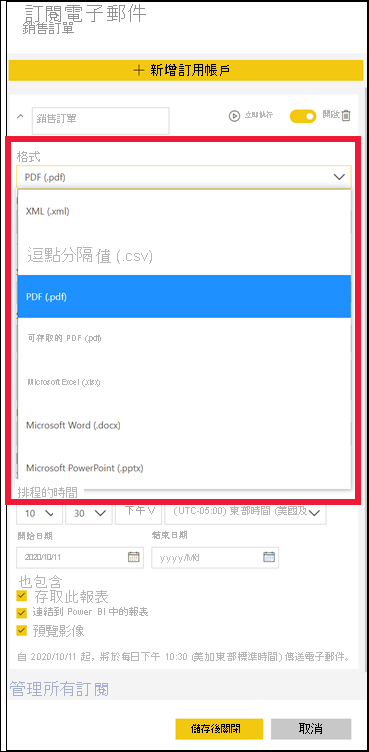 訂閱電子郵件
銷售訂單
+ 新增訂用帳戶
銷售訂單
立即執行
開啟
格式
PDF (.pdf)
XML (.xml)
逗點分隔值 (.csv)
PDF (.pdf)
可存取的 PDF (.pdf)
Microsoft Excel (.xlsx)
Microsoft Word (.docx)
Microsoft PowerPoint (.pptx)
排程的時間
10 30 下午 (UTC-05:00) 東部時間 (美國及
開始日期 結束日期
2020/10/11 yyyy/M/d
也包含
存取此報表
連結到 Power BI 中的報表
預覽影像
自 2020/10/11 起，將於每日下午 10:30 (美加東部標準時間) 傳送電子郵件。
管理所有訂閱
儲存後關閉 取消